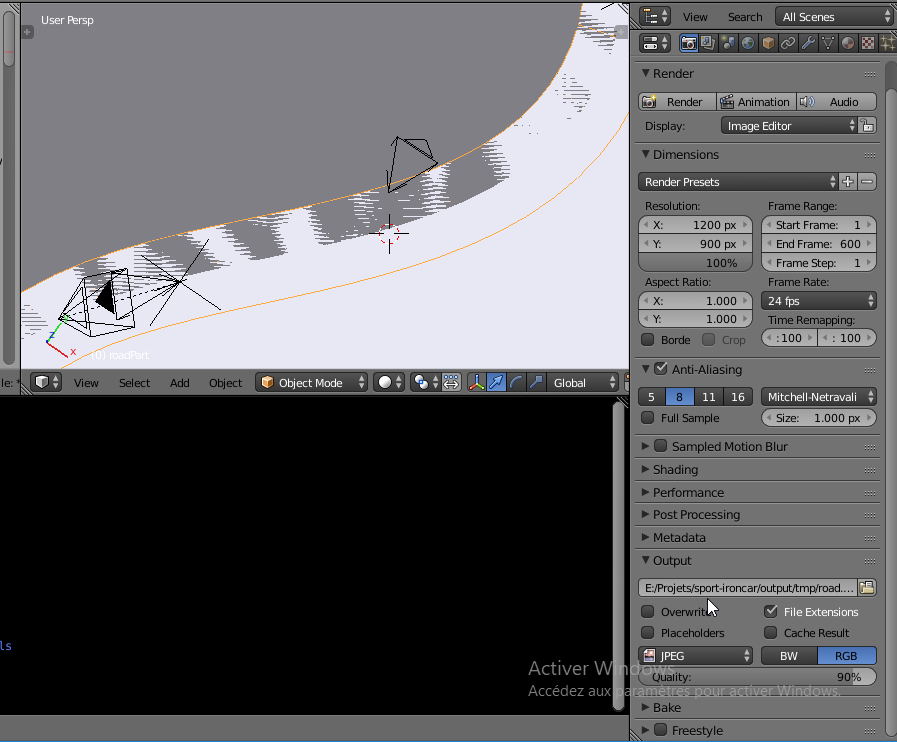 User Persp
View Search All Scenes
Render
Render Animation Audio
Display: Image Editor
Dimensions
Render Presets
Resolution: Frame Range:
X: 1200 px Start Frame: 1
Y: 900 px End Frame: 600
100% Frame Step: 1
Aspect Ratio: Frame Rate:
X: 1.000 24 fps
Y: 1.000 Time Remapping:
Borde Crop :100 : 100
z
x
(0) roadPart
le:
View Select Add Object Object Mode Global
Anti-Aliasing
5 8 11 16 Mitchell-Netravali
Full Sample Size: 1.000 px
Sampled Motion Blur
Shading
Performance
Post Processing
Metadata
Output
E:/Projets/sport-ironcar/output/tmp/road....
Overwrite File Extensions
Placeholders Cache Result
ls
JPEG BW RGB
Quality: 90%
Activer Windows
Accédez aux paramètres pour activer Windows.
Bake
Freestyle